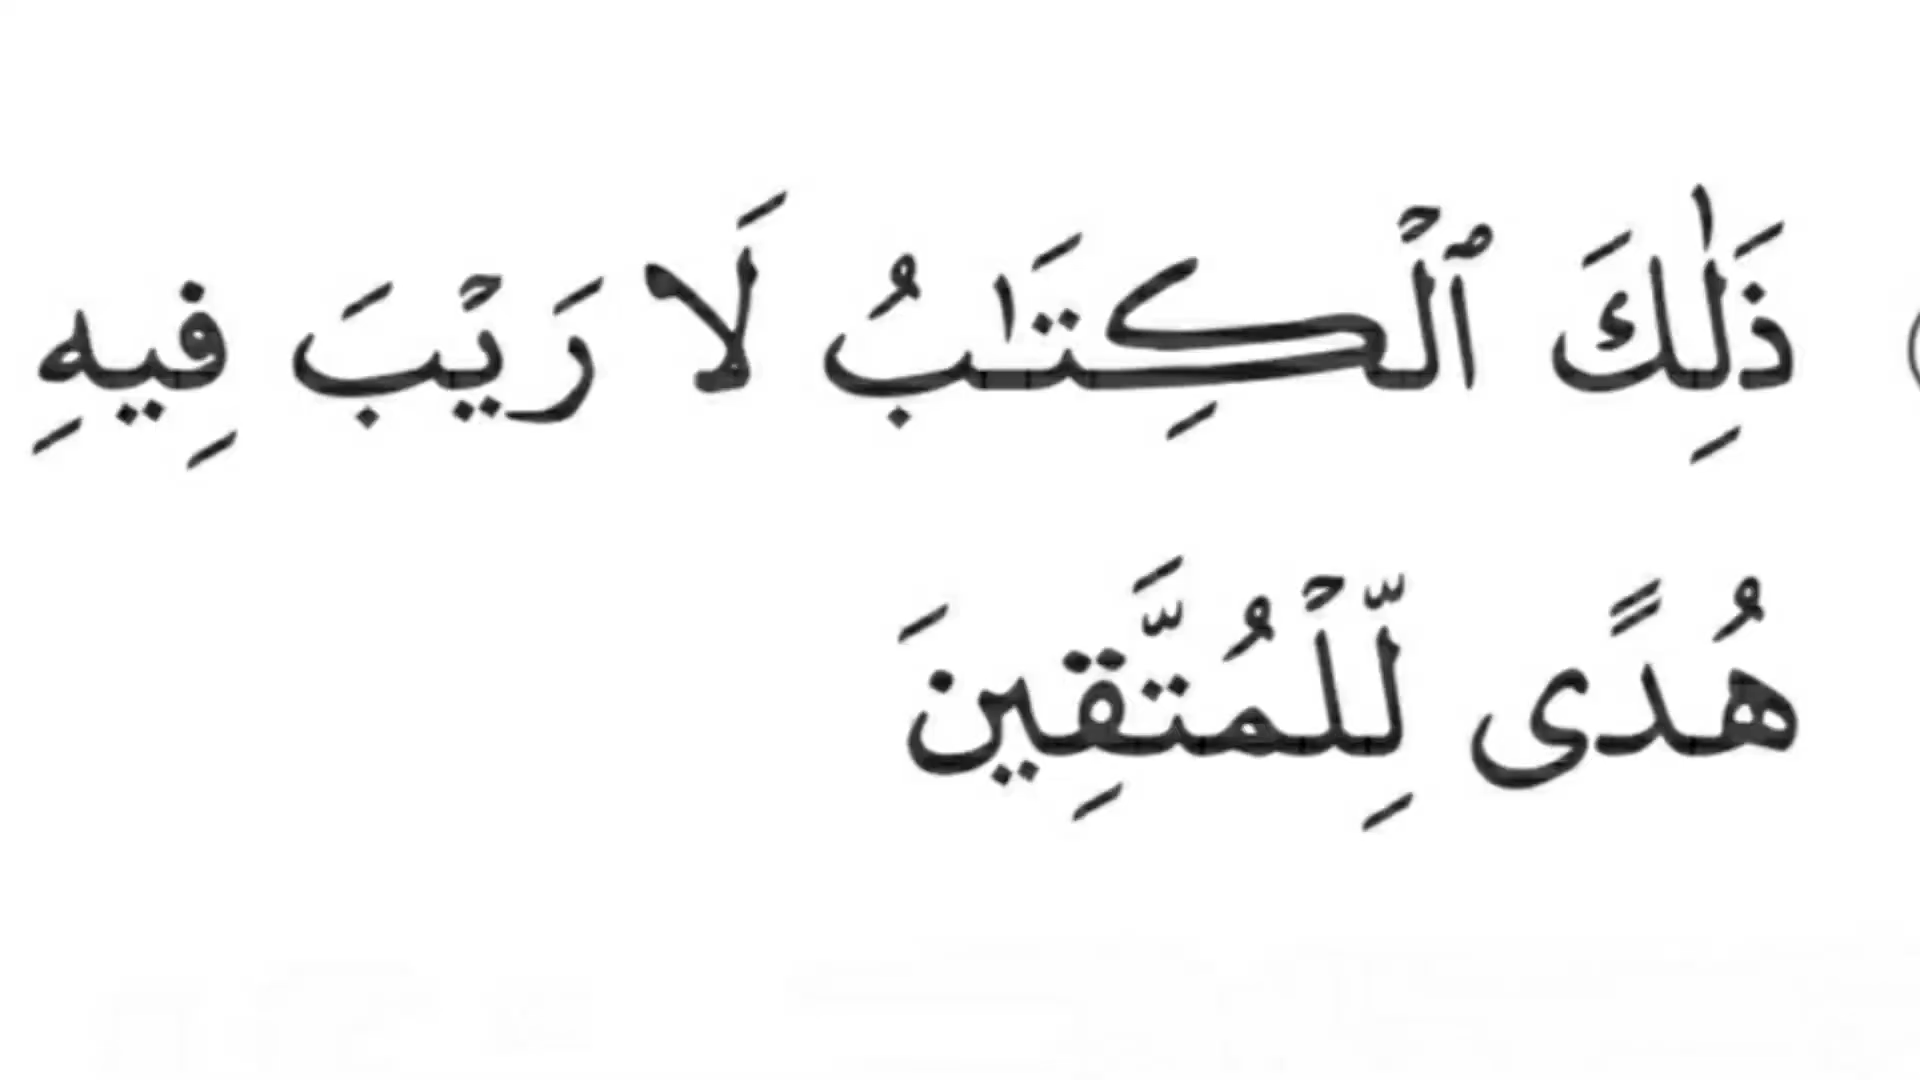 ذَٰلِكَ ٱلْكِتَـٰبُ لَا رَيْبَ فِيهِ
هُدًى لِّلْمُتَّقِينَ